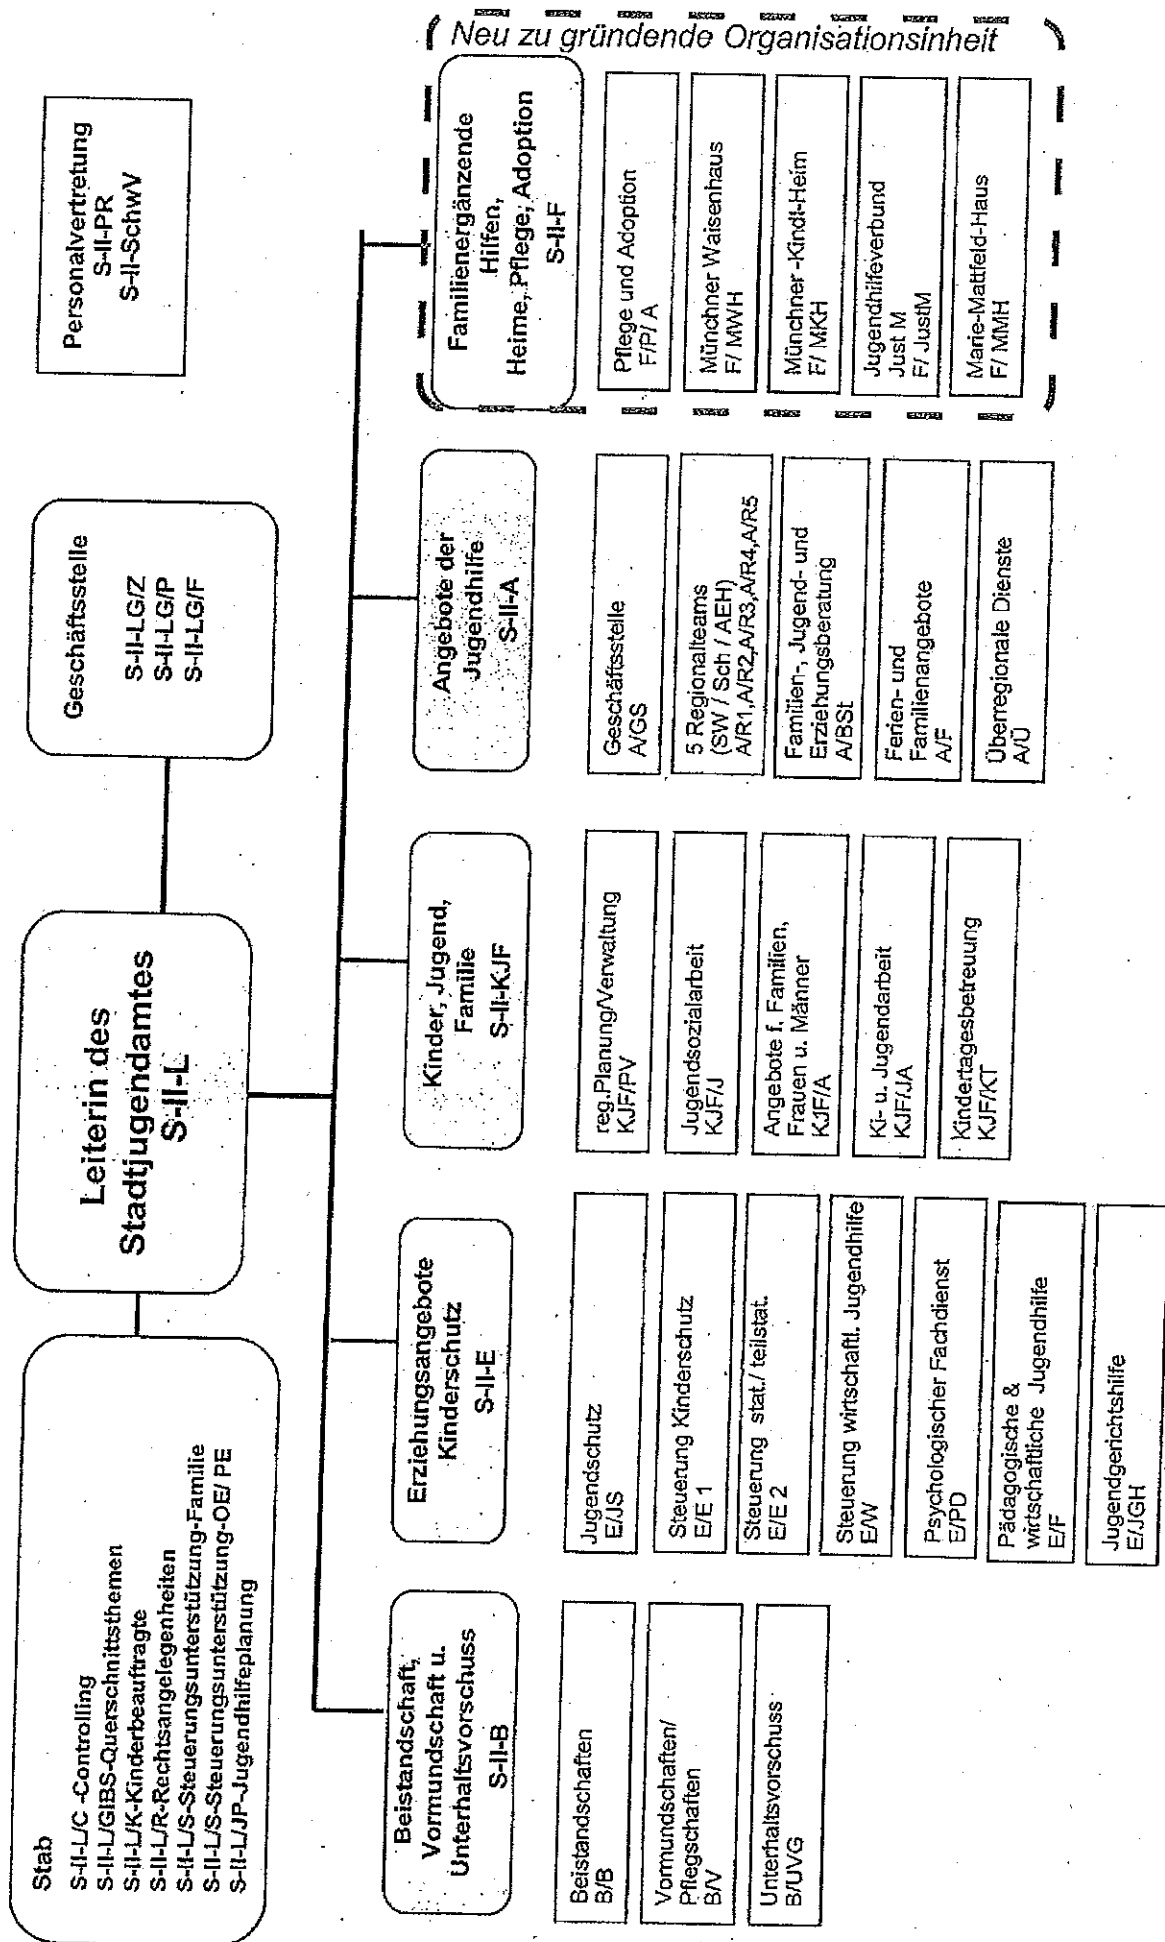 Stab
S-II-L/C -Controlling
S-II-L/GIBS-Querschnittsthemen
S-II-L/K-Kinderbeauftragte
S-II-L/R-Rechtsangelegenheiten
S-II-L/S-Steuerungsunterstützung-Familie
S-II-L/S-Steuerungsunterstützung-OE/ PE
S-II-L/JP-Jugendhilfeplanung
Leiterin des
Stadtjugendamtes
S-II-L
Geschäftsstelle
S-II-LG/Z
S-II-LG/P
S-II-LG/F
Personalvertretung
S-II-PR
S-II-SchwV
Beistandschaft,
Vormundschaft u.
Unterhaltsvorschuss
S-II-B
Beistandschaften
B/B
Vormundschaften/
Pflegschaften
B/V
Unterhaltsvorschuss
B/UVG
Erziehungsangebote
Kinderschutz
S-II-E
Jugendschutz
E/JS
Steuerung Kinderschutz
E/E 1
Steuerung stat./ teilstat.
E/E 2
Steuerung wirtschaftl. Jugendhilfe
E/W
Psychologischer Fachdienst
E/PD
Pädagogische &
wirtschaftliche Jugendhilfe
E/F
Jugendgerichtshilfe
E/JGH
Kinder, Jugend,
Familie
S-II-KJF
reg.Planung/Verwaltung
KJF/PV
Jugendsozialarbeit
KJF/J
Angebote f. Familien,
Frauen u. Männer
KJF/A
Ki- u. Jugendarbeit
KJF/JA
Kindertagesbetreuung
KJF/KT
Angebote der
Jugendhilfe
S-II-A
Geschäftsstelle
A/GS
5 Regionalteams
(SW / Sch / AEH)
A/R1,A/R2,A/R3,A/R4,A/R5
Familien-, Jugend- und
Erziehungsberatung
A/BSt
Ferien- und
Familienangebote
A/F
Überregionale Dienste
A/Ü
Neu zu gründende Organisationsinheit
Familienergänzende
Hilfen,
Heime, Pflege, Adoption
S-II-F
Pflege und Adoption
F/P/ A
Münchner Waisenhaus
F/ MWH
Münchner -Kindl-Heim
F/ MKH
Jugendhilfeverbund
Just M
F/ JustM
Marie-Mattfeld-Haus
F/ MMH